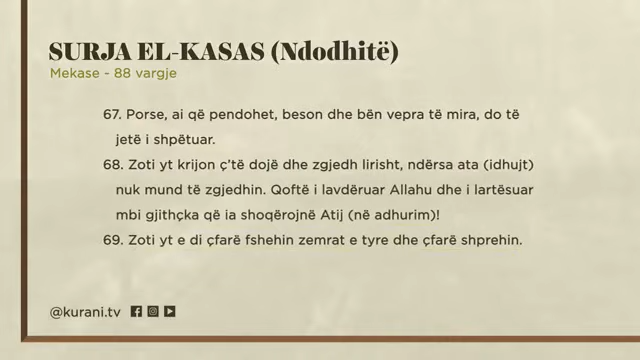 SURJA EL-KASAS (Ndodhitë)
Mekase - 88 vargje
67. Porse, ai që pendohet, beson dhe bën vepra të mira, do të
jetë i shpëtuar.
68. Zoti yt krijon ç’të dojë dhe zgjedh lirisht, ndërsa ata (idhujt)
nuk mund të zgjedhin. Qoftë i lavdëruar Allahu dhe i lartësuar
mbi gjithçka që ia shoqërojnë Atij (në adhurim)!
69. Zoti yt e di çfarë fshehin zemrat e tyre dhe çfarë shprehin.
@kurani.tv